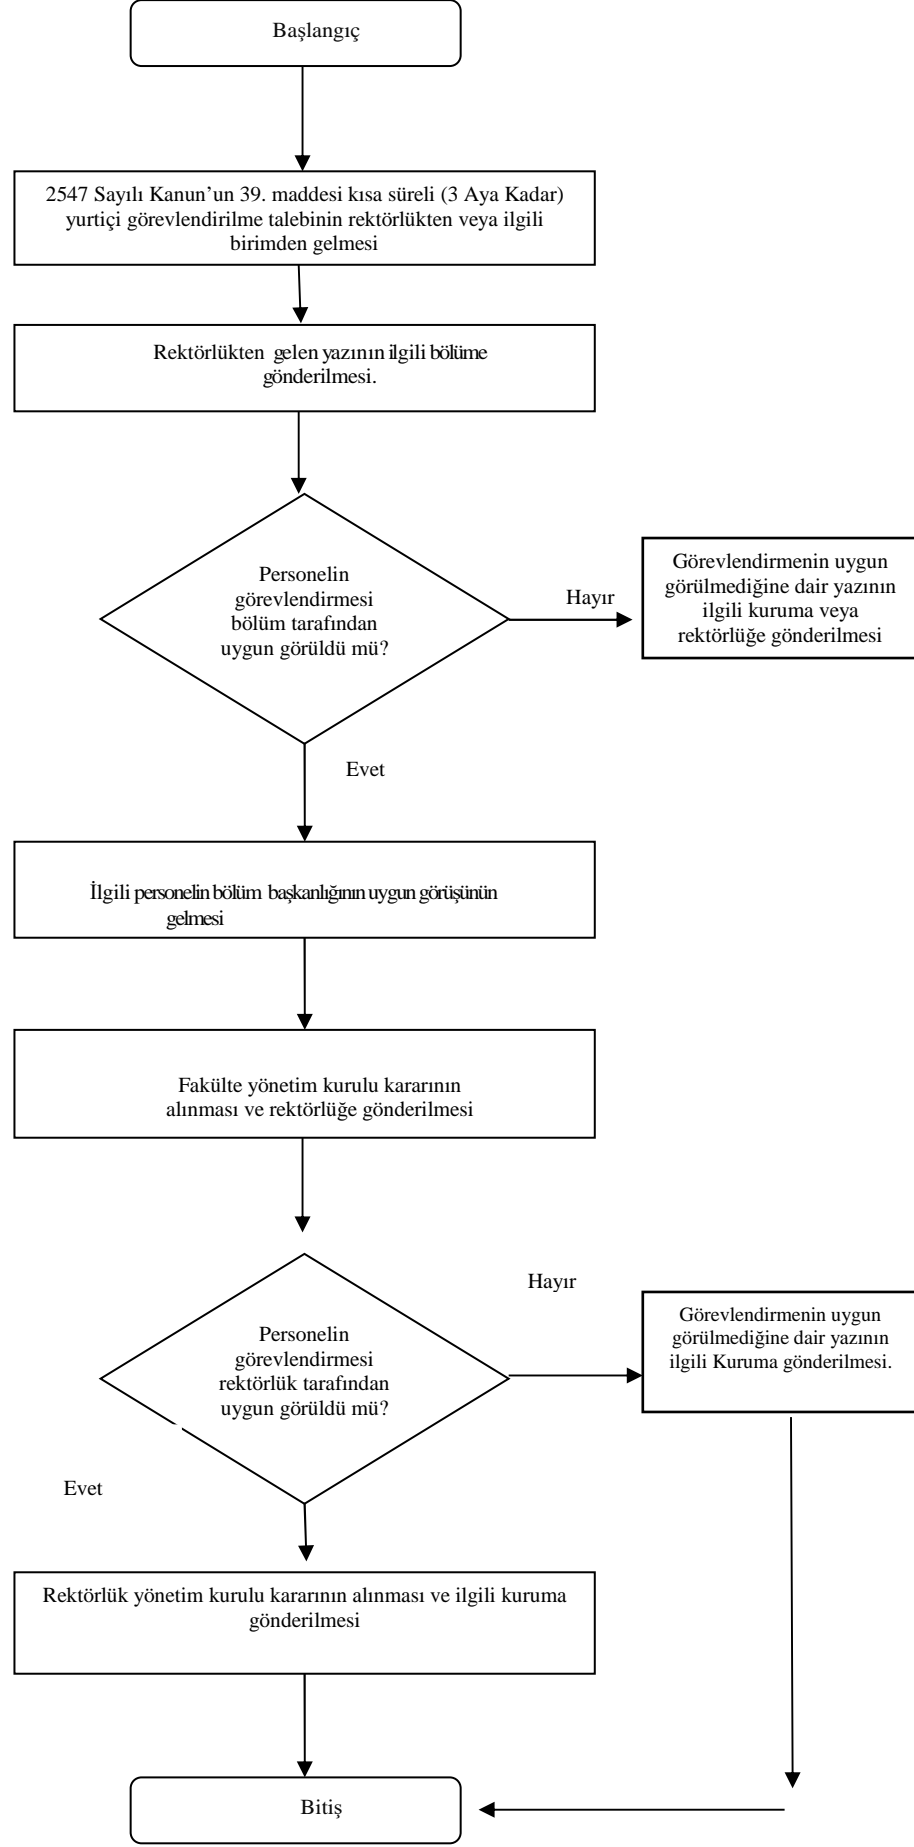 Başlangıç
2547 Sayılı Kanun’un 39. maddesi kısa süreli (3 Aya Kadar)
yurtiçi görevlendirilme talebinin rektörlükten veya ilgili
birimden gelmesi
Rektörlükten gelen yazının ilgili bölüme
gönderilmesi.
Personelin
görevlendirmesi
bölüm tarafından
uygun görüldü mü?
Hayır
Görevlendirmenin uygun
görülmediğine dair yazının
ilgili kuruma veya
rektörlüğe gönderilmesi
Evet
İlgili personelin bölüm başkanlığının uygun görüşünün
gelmesi
Fakülte yönetim kurulu kararının
alınması ve rektörlüğe gönderilmesi
Personelin
görevlendirmesi
rektörlük tarafından
uygun görüldü mü?
Hayır
Görevlendirmenin uygun
görülmediğine dair yazının
ilgili Kuruma gönderilmesi.
Evet
Rektörlük yönetim kurulu kararının alınması ve ilgili kuruma
gönderilmesi
Bitiş